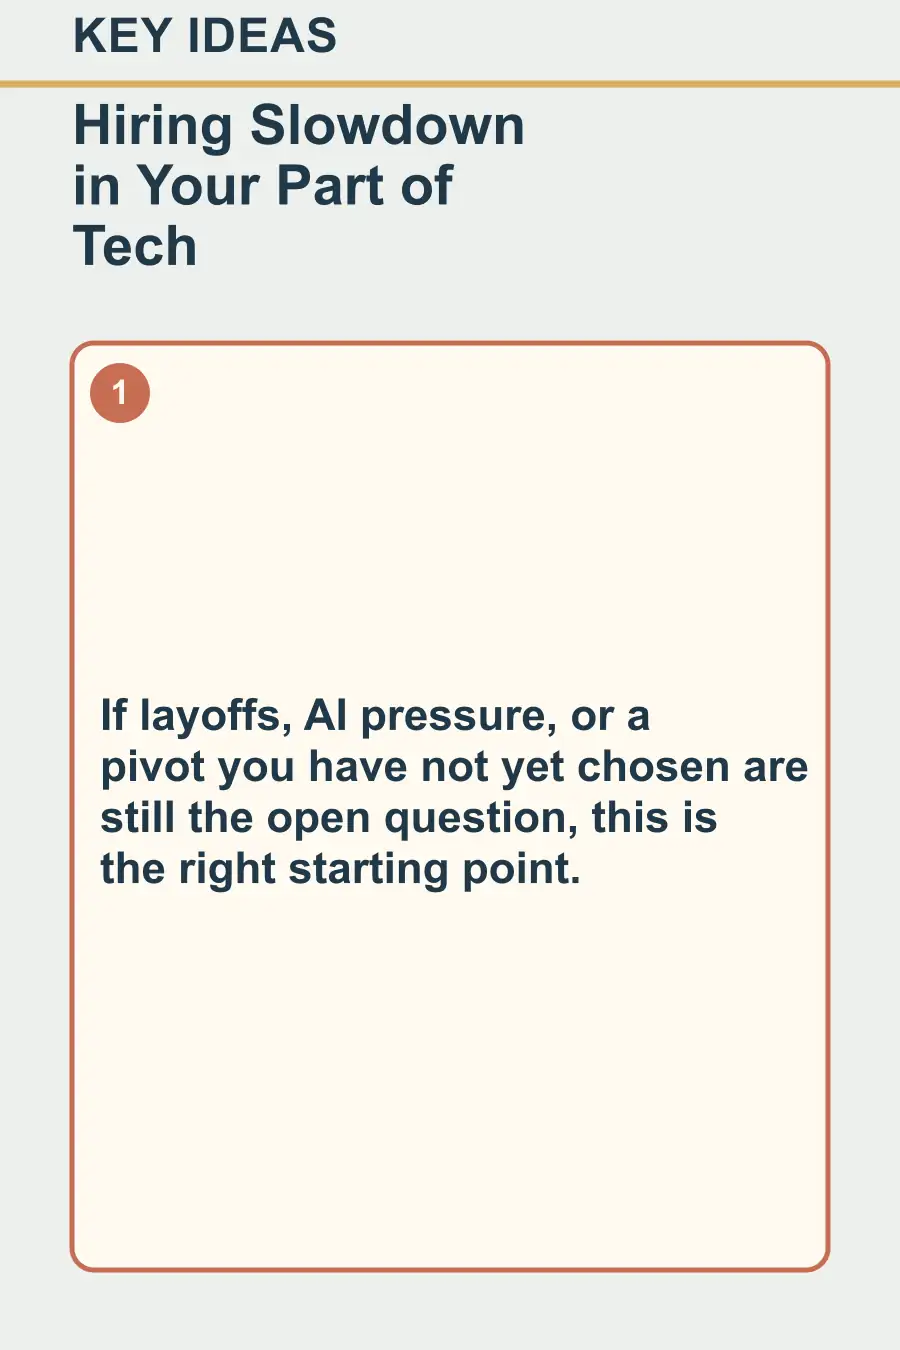 KEY IDEAS
Hiring Slowdown
in Your Part of
Tech
1
If layoffs, AI pressure, or a
pivot you have not yet chosen are
still the open question, this is
the right starting point.